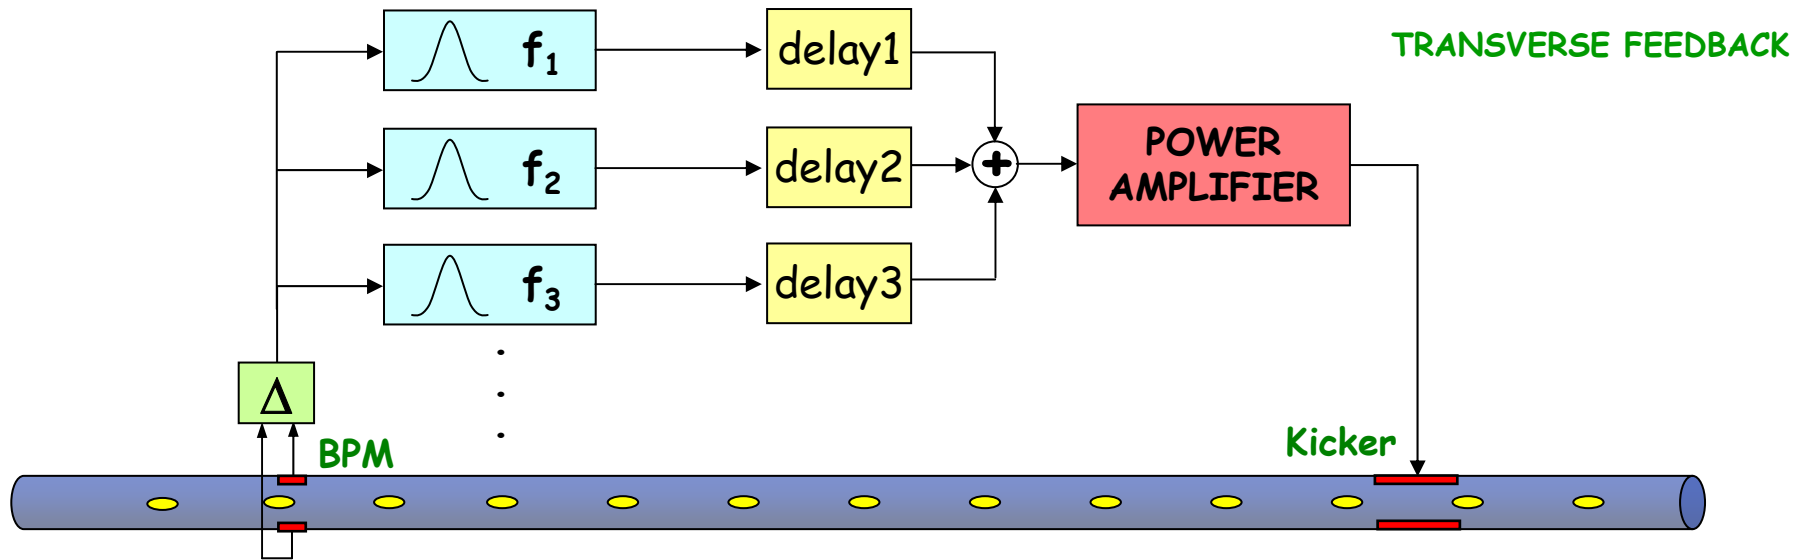 f₁
delay1
TRANSVERSE FEEDBACK
f₂
delay2
+
POWER
AMPLIFIER
f₃
delay3
Δ
BPM
Kicker